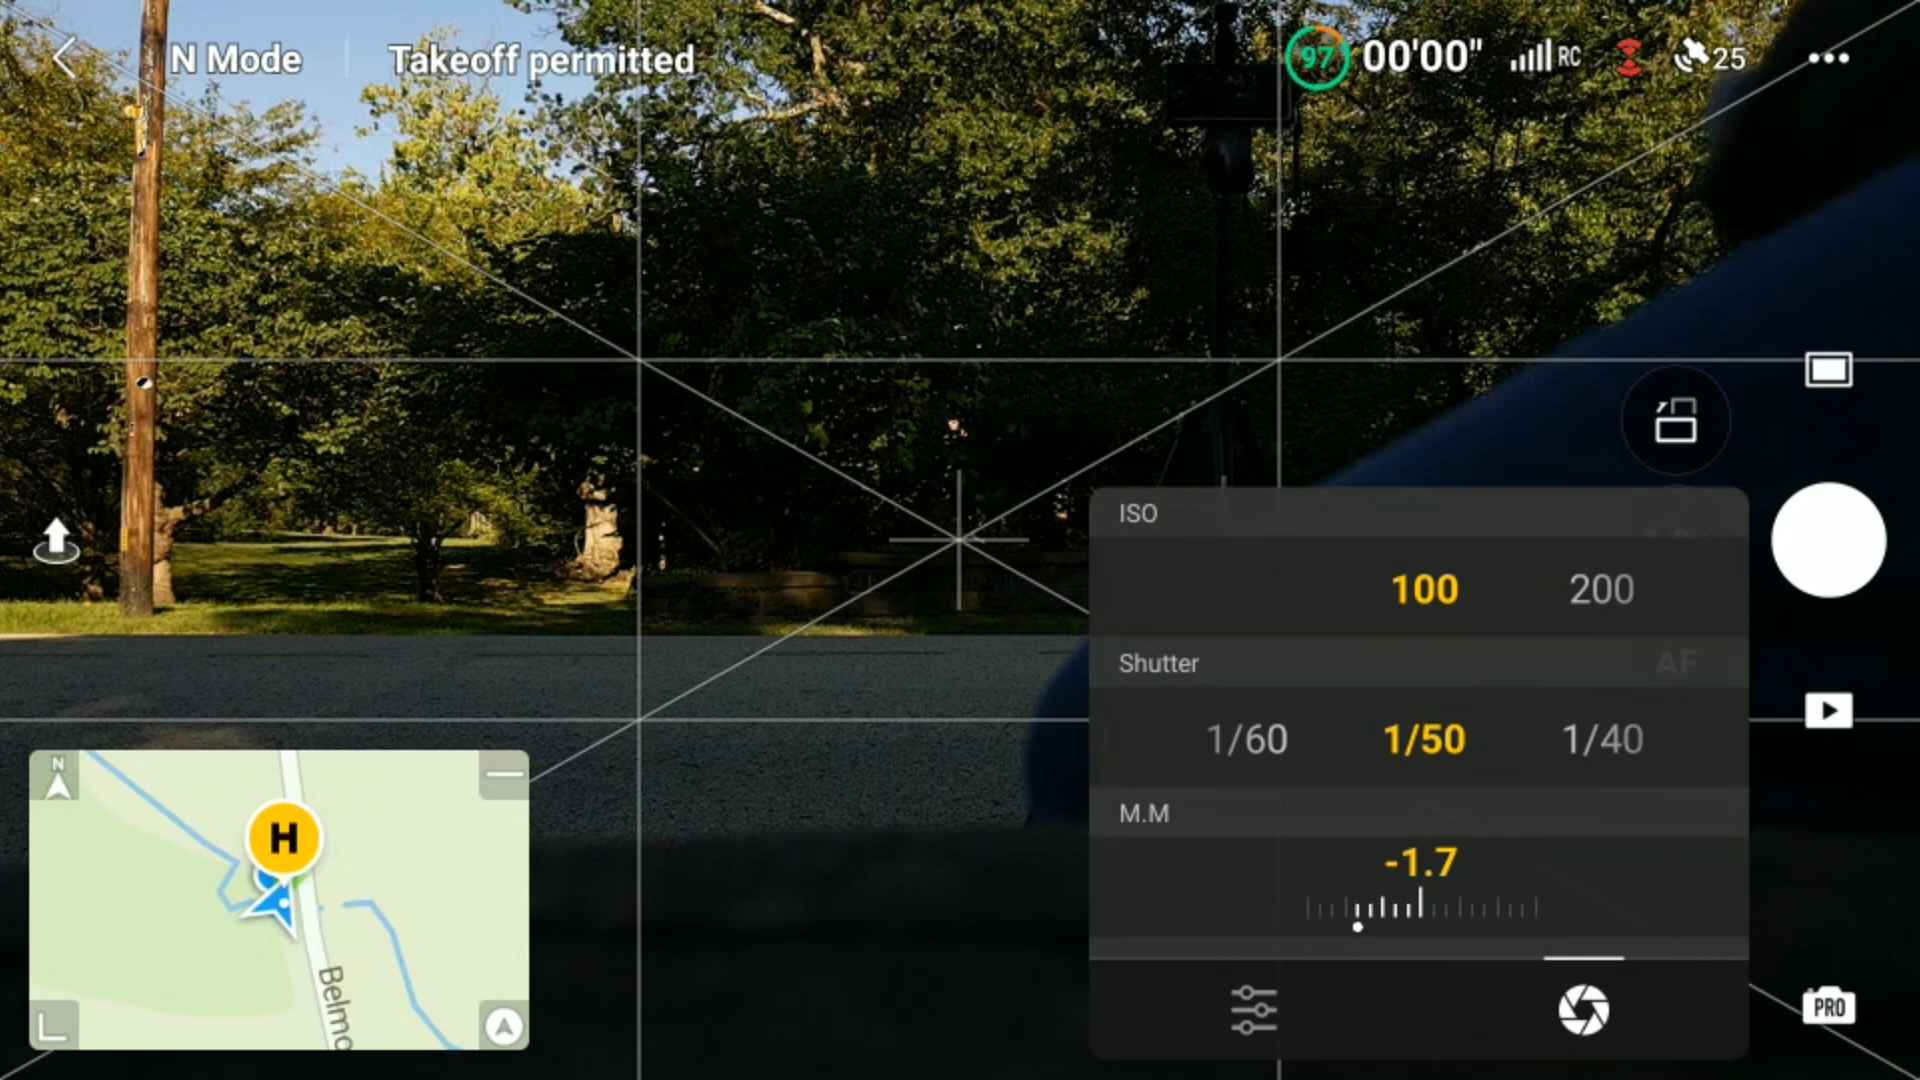 N Mode
Takeoff permitted
97
00'00"
RC
25
ISO
100 200
Shutter
AF
1/60 1/50 1/40
M.M
-1.7
N
H
Belmo
PRO